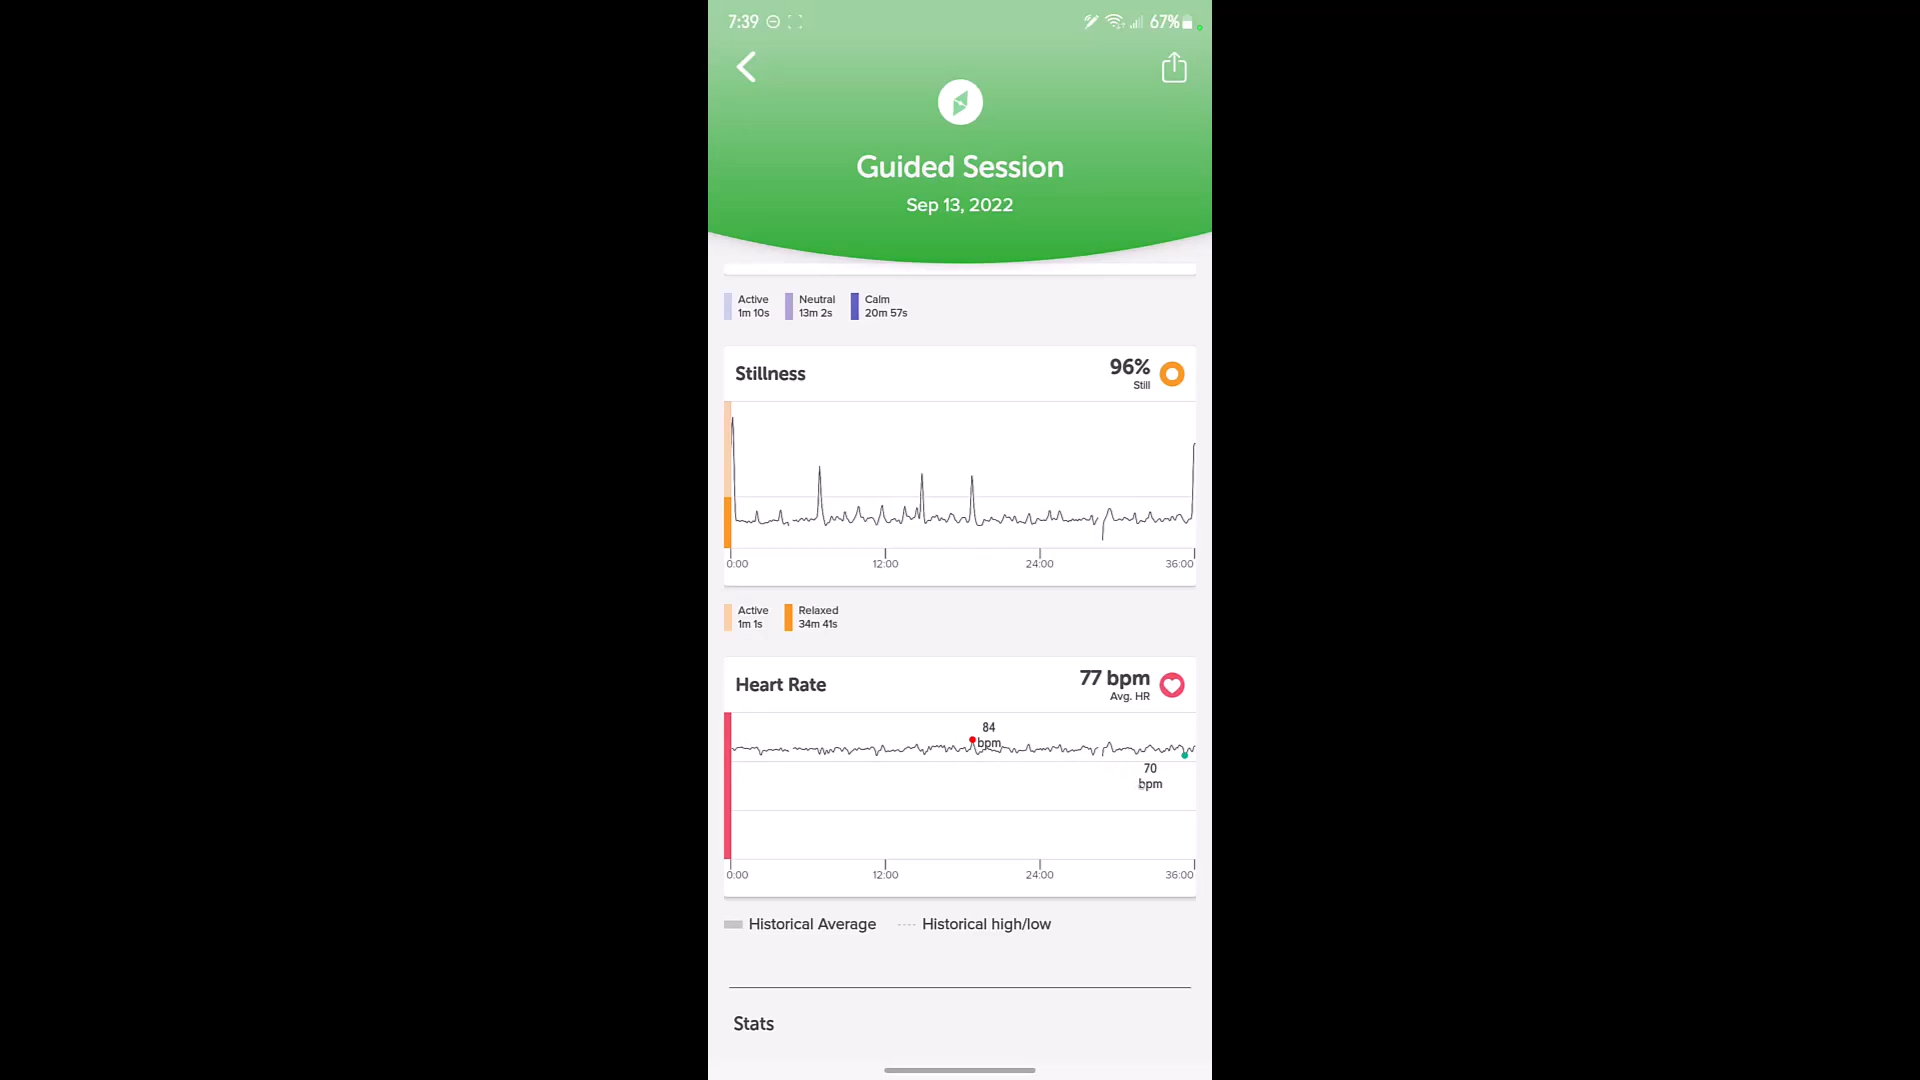 7:39
67%
Guided Session
Sep 13, 2022
Active
1m 10s
Neutral
13m 2s
Calm
20m 57s
Stillness
96%
Still
0:00
12:00
24:00
36:00
Active
1m 1s
Relaxed
34m 41s
Heart Rate
77 bpm
Avg. HR
84
bpm
70
bpm
0:00
12:00
24:00
36:00
Historical Average
Historical high/low
Stats